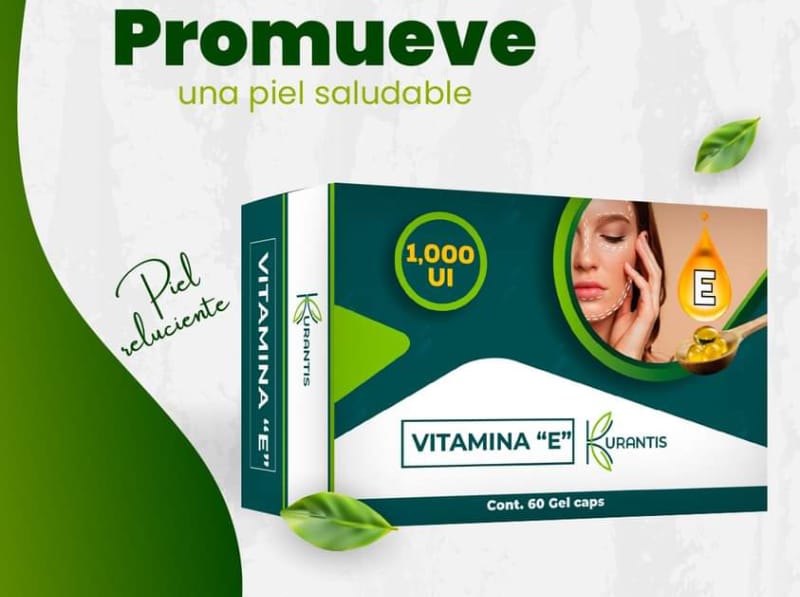 Promueve
una piel saludable
Piel
reluciente
1,000
UI
E
VITAMINA “E”
KURANTIS
VITAMINA “E”
KURANTIS
Cont. 60 Gel caps